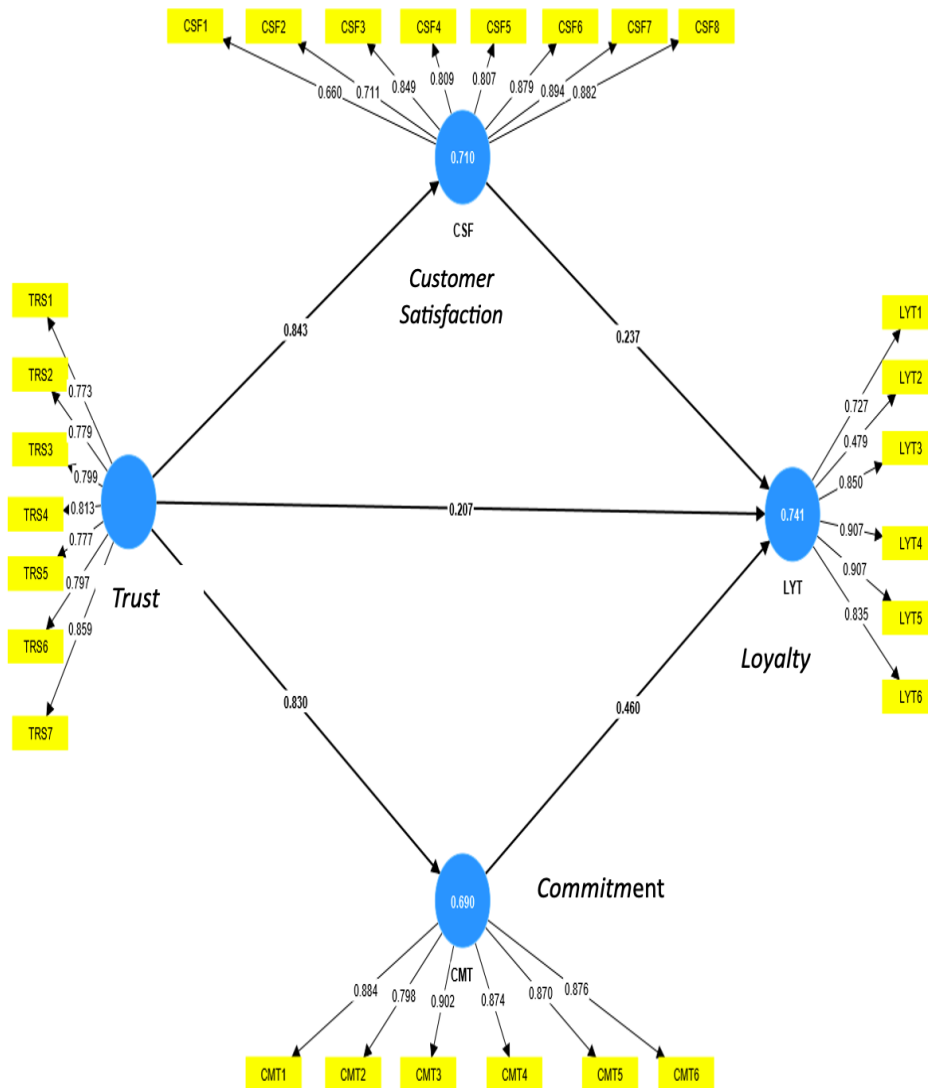 CSF1 CSF2 CSF3 CSF4 CSF5 CSF6 CSF7 CSF8
0.660 0.711 0.849 0.809 0.807 0.879 0.894 0.882
0.710
CSF
Customer
Satisfaction
TRS1
TRS2
TRS3
TRS4
TRS5
TRS6
TRS7
0.773
0.779
0.799
0.813
0.777
0.797
0.859
Trust
0.843
0.237
0.207
0.830
0.460
LYT1
LYT2
LYT3
LYT4
LYT5
LYT6
0.727
0.479
0.850
0.907
0.907
0.835
0.741
LYT
Loyalty
0.690
Commitment
CMT
0.884 0.798 0.902 0.874 0.870 0.876
CMT1 CMT2 CMT3 CMT4 CMT5 CMT6